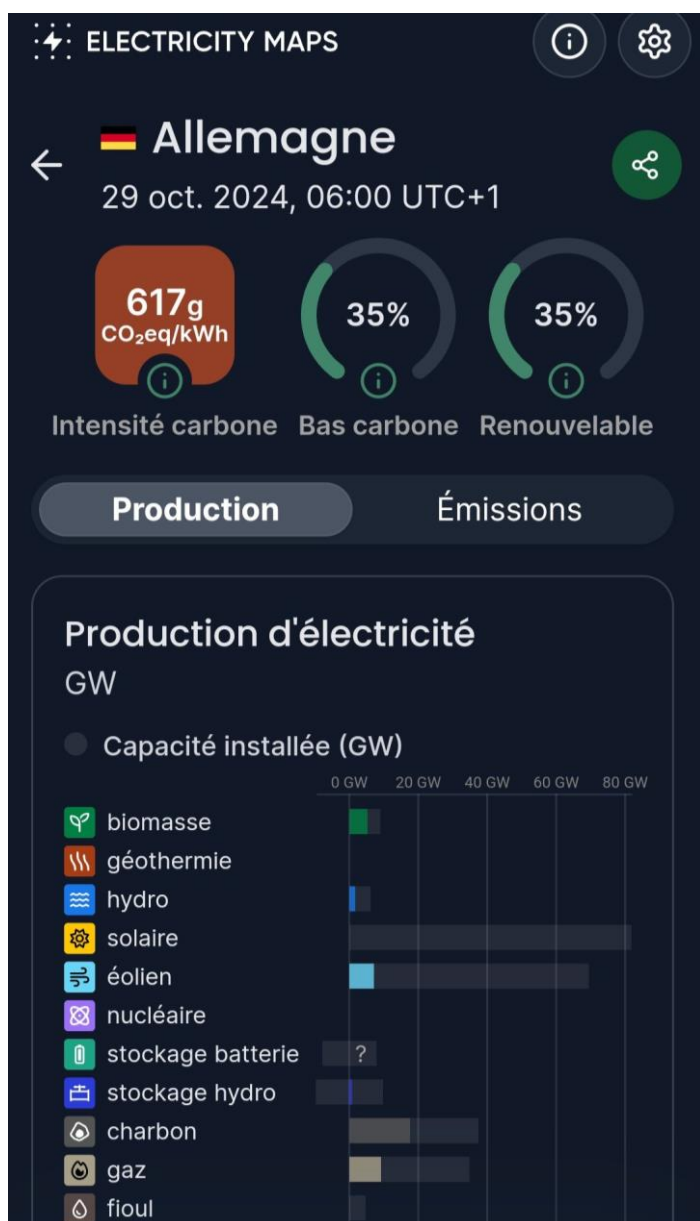 ELECTRICITY MAPS
Allemagne
29 oct. 2024, 06:00 UTC+1
617g
CO₂eq/kWh
35%
35%
Intensité carbone
Bas carbone
Renouvelable
Production
Émissions
Production d'électricité
GW
Capacité installée (GW)
0 GW 20 GW 40 GW 60 GW 80 GW
biomasse
géothermie
hydro
solaire
éolien
nucléaire
stockage batterie ?
stockage hydro
charbon
gaz
fioul